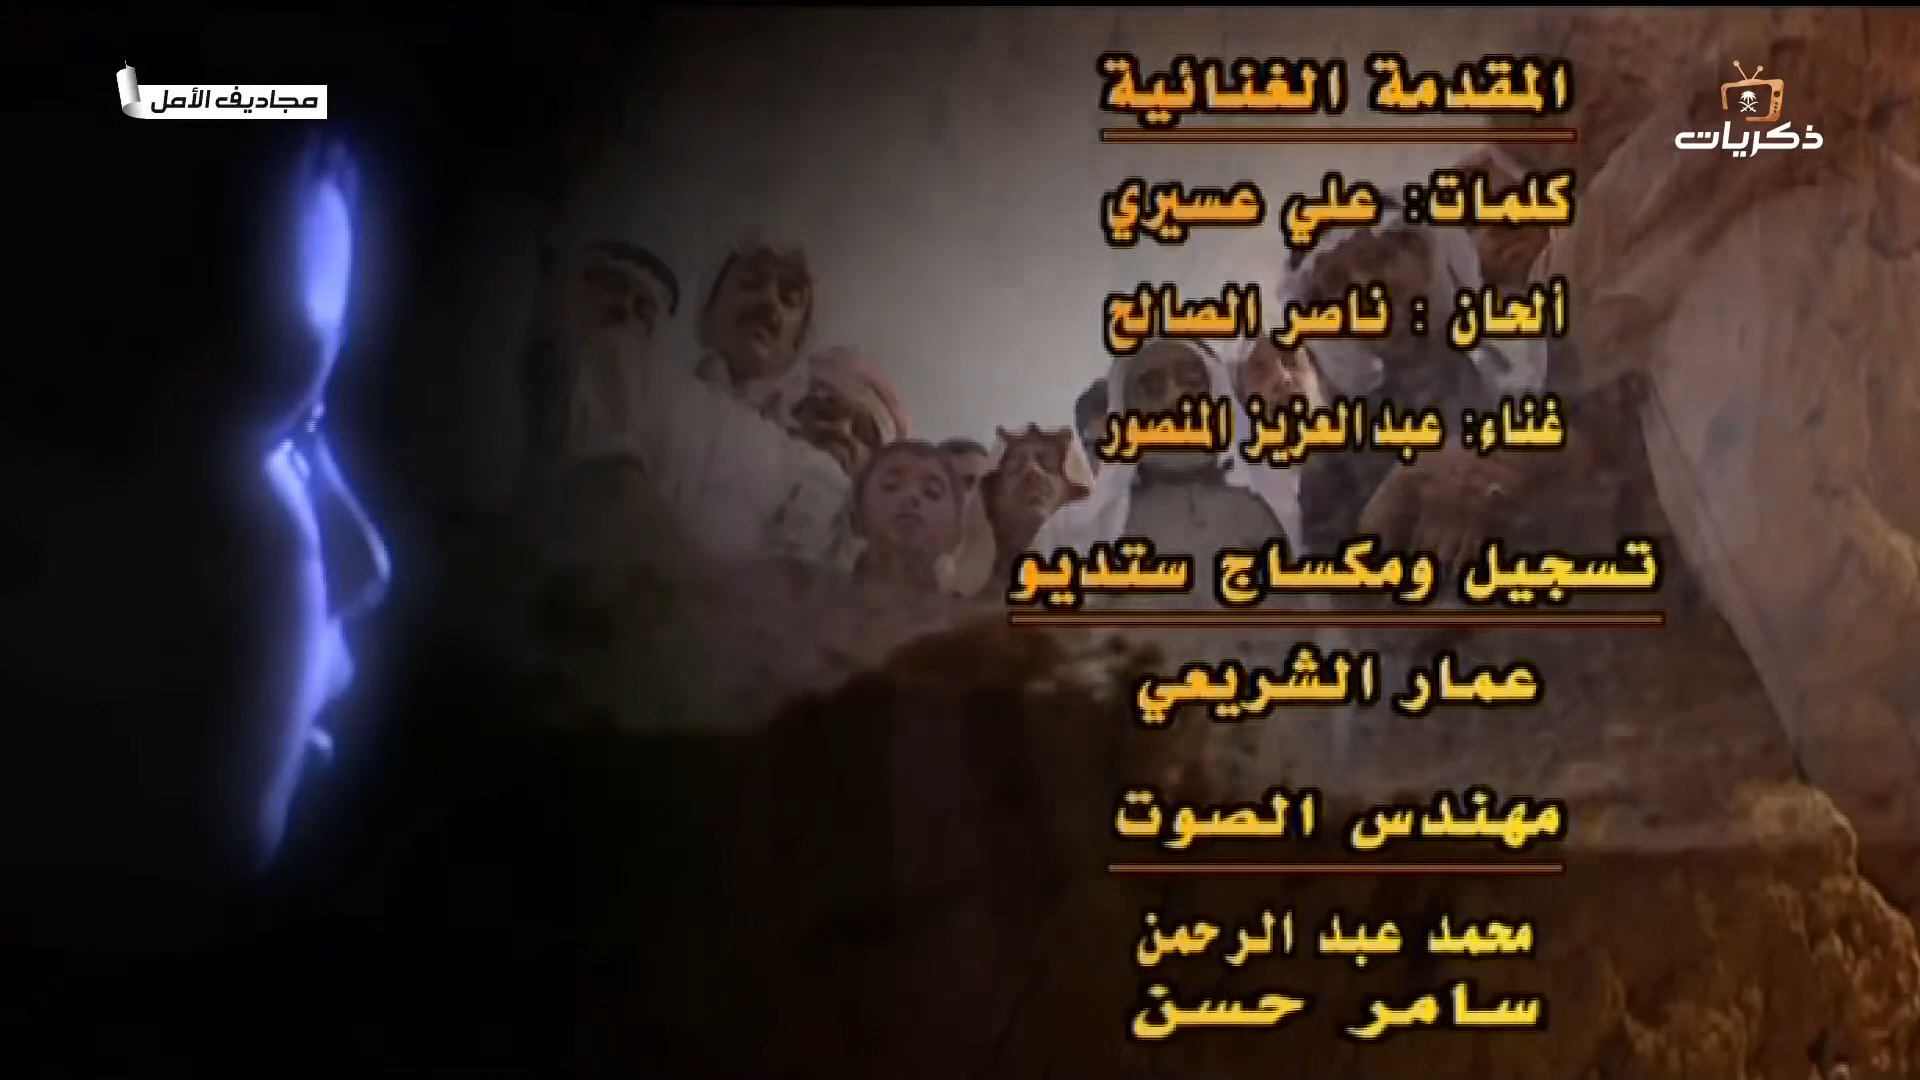 مجاديف الأمل
ذكريات
المقدمة الغنائية
كلمات: علي عسيري
ألحان : ناصر الصالح
غناء: عبدالعزيز المنصور
تسجيل ومكساج ستديو
عمار الشريعي
مهندس الصوت
محمد عبد الرحمن
سامر حسن